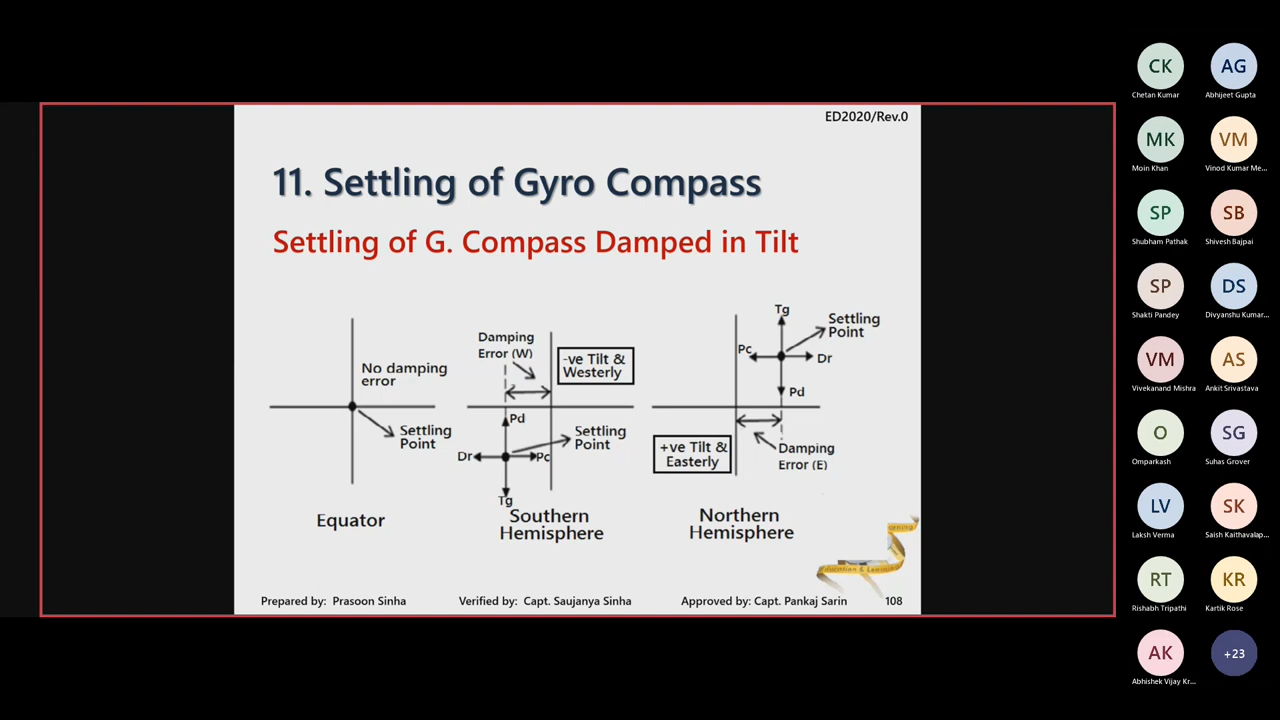 ED2020/Rev.0
11. Settling of Gyro Compass
Settling of G. Compass Damped in Tilt
No damping
error
Settling
Point
Equator
Damping
Error (W)
-ve Tilt &
Westerly
Pd
Settling
Point
Dr
Pc
Tg
Southern
Hemisphere
Tg
Settling
Point
Pc
Dr
Pd
+ve Tilt &
Easterly
Damping
Error (E)
Northern
Hemisphere
Education & Learning
Prepared by: Prasoon Sinha
Verified by: Capt. Saujanya Sinha
Approved by: Capt. Pankaj Sarin
108
CK
Chetan Kumar
AG
Abhijeet Gupta
MK
Moin Khan
VM
Vinod Kumar Me...
SP
Shubham Pathak
SB
Shivesh Bajpai
SP
Shakti Pandey
DS
Divyanshu Kumar...
VM
Vivekanand Mishra
AS
Ankit Srivastava
O
Omparkash
SG
Suhas Grover
LV
Laksh Verma
SK
Saish Kaithavalap...
RT
Rishabh Tripathi
KR
Kartik Rose
AK
Abhishek Vijay Kr...
+23